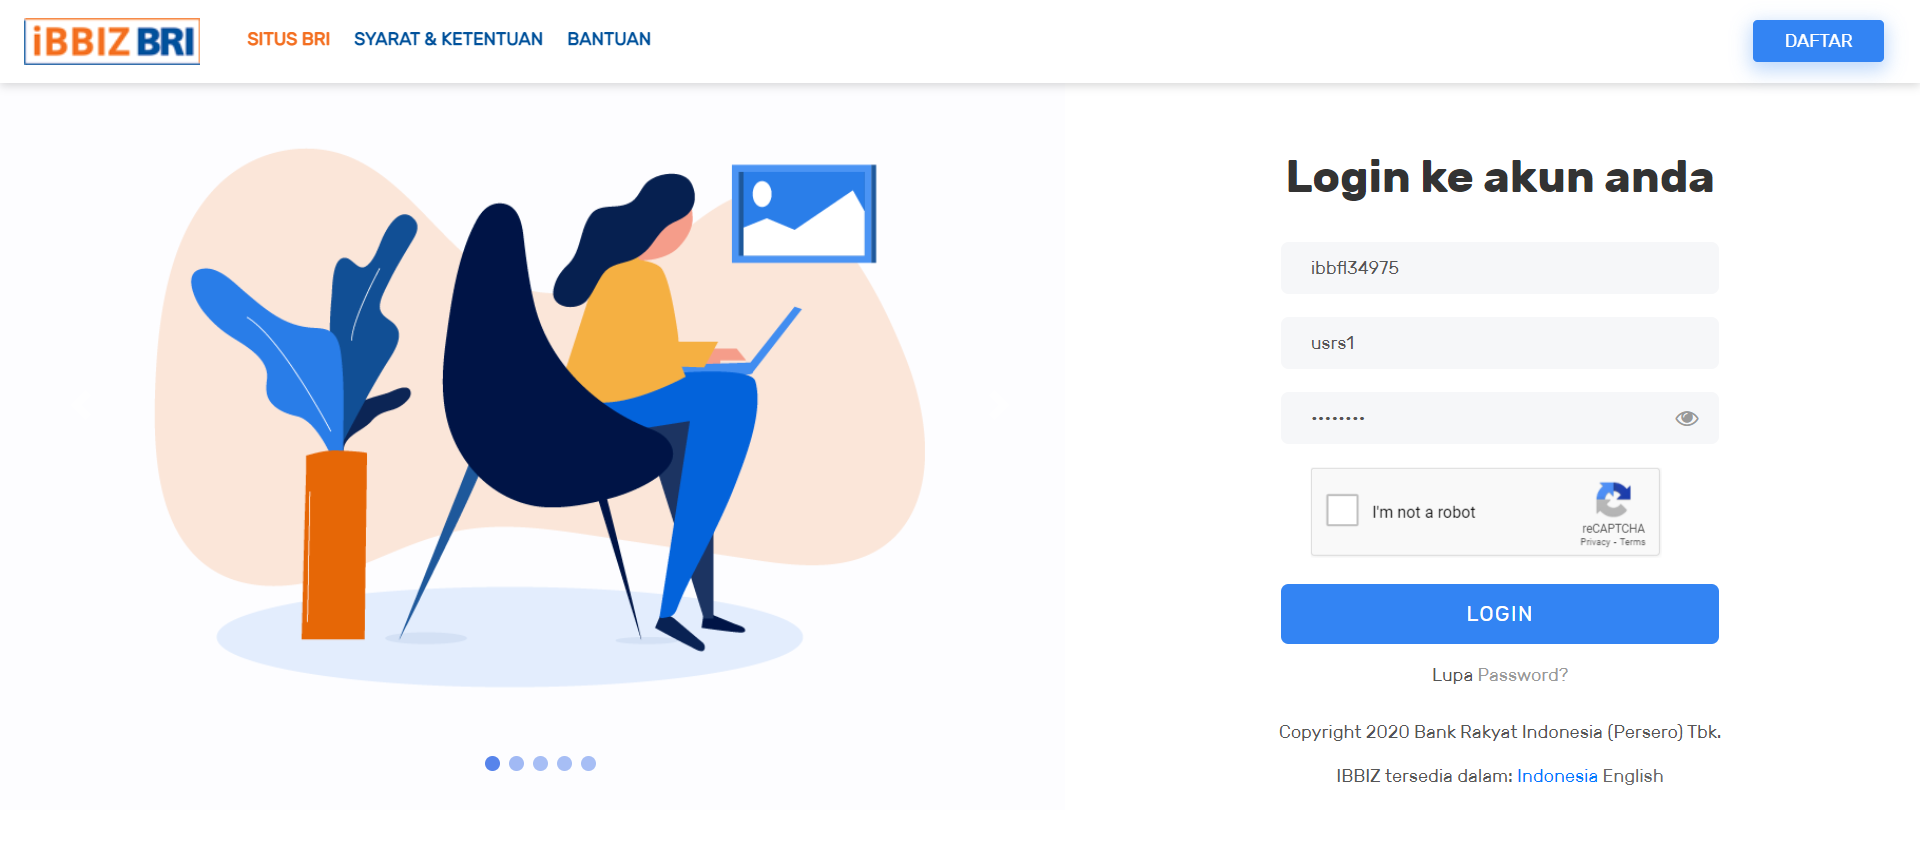 iBBIZ BRI
SITUS BRI
SYARAT & KETENTUAN
BANTUAN
DAFTAR
Login ke akun anda
ibbfl34975
usrs1
••••••••
I'm not a robot
reCAPTCHA
Privacy - Terms
LOGIN
Lupa Password?
Copyright 2020 Bank Rakyat Indonesia (Persero) Tbk.
IBBIZ tersedia dalam: Indonesia English